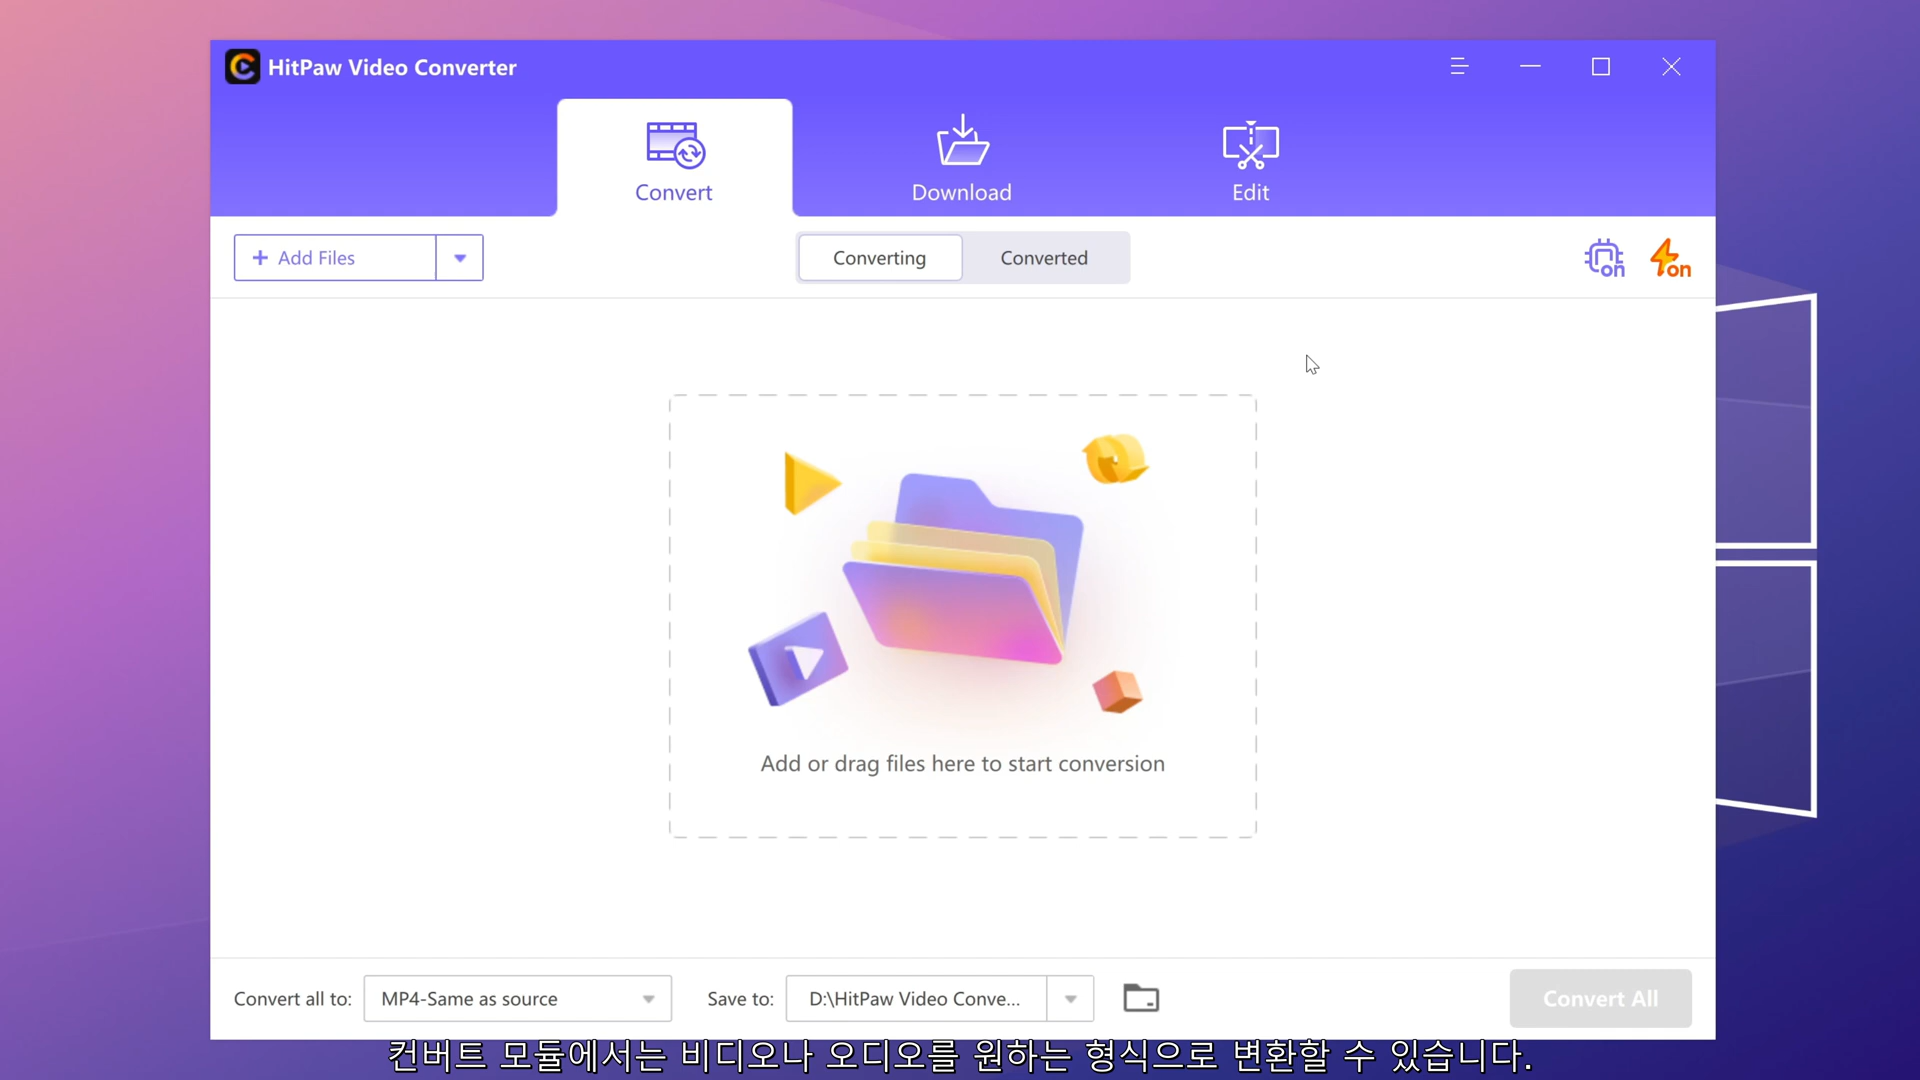 HitPaw Video Converter
Convert
Download
Edit
+ Add Files
Converting
Converted
on
on
Add or drag files here to start conversion
Convert all to:
MP4-Same as source
Save to:
D:\HitPaw Video Conve...
Convert All
컨버트 모듈에서는 비디오나 오디오를 원하는 형식으로 변환할 수 있습니다.